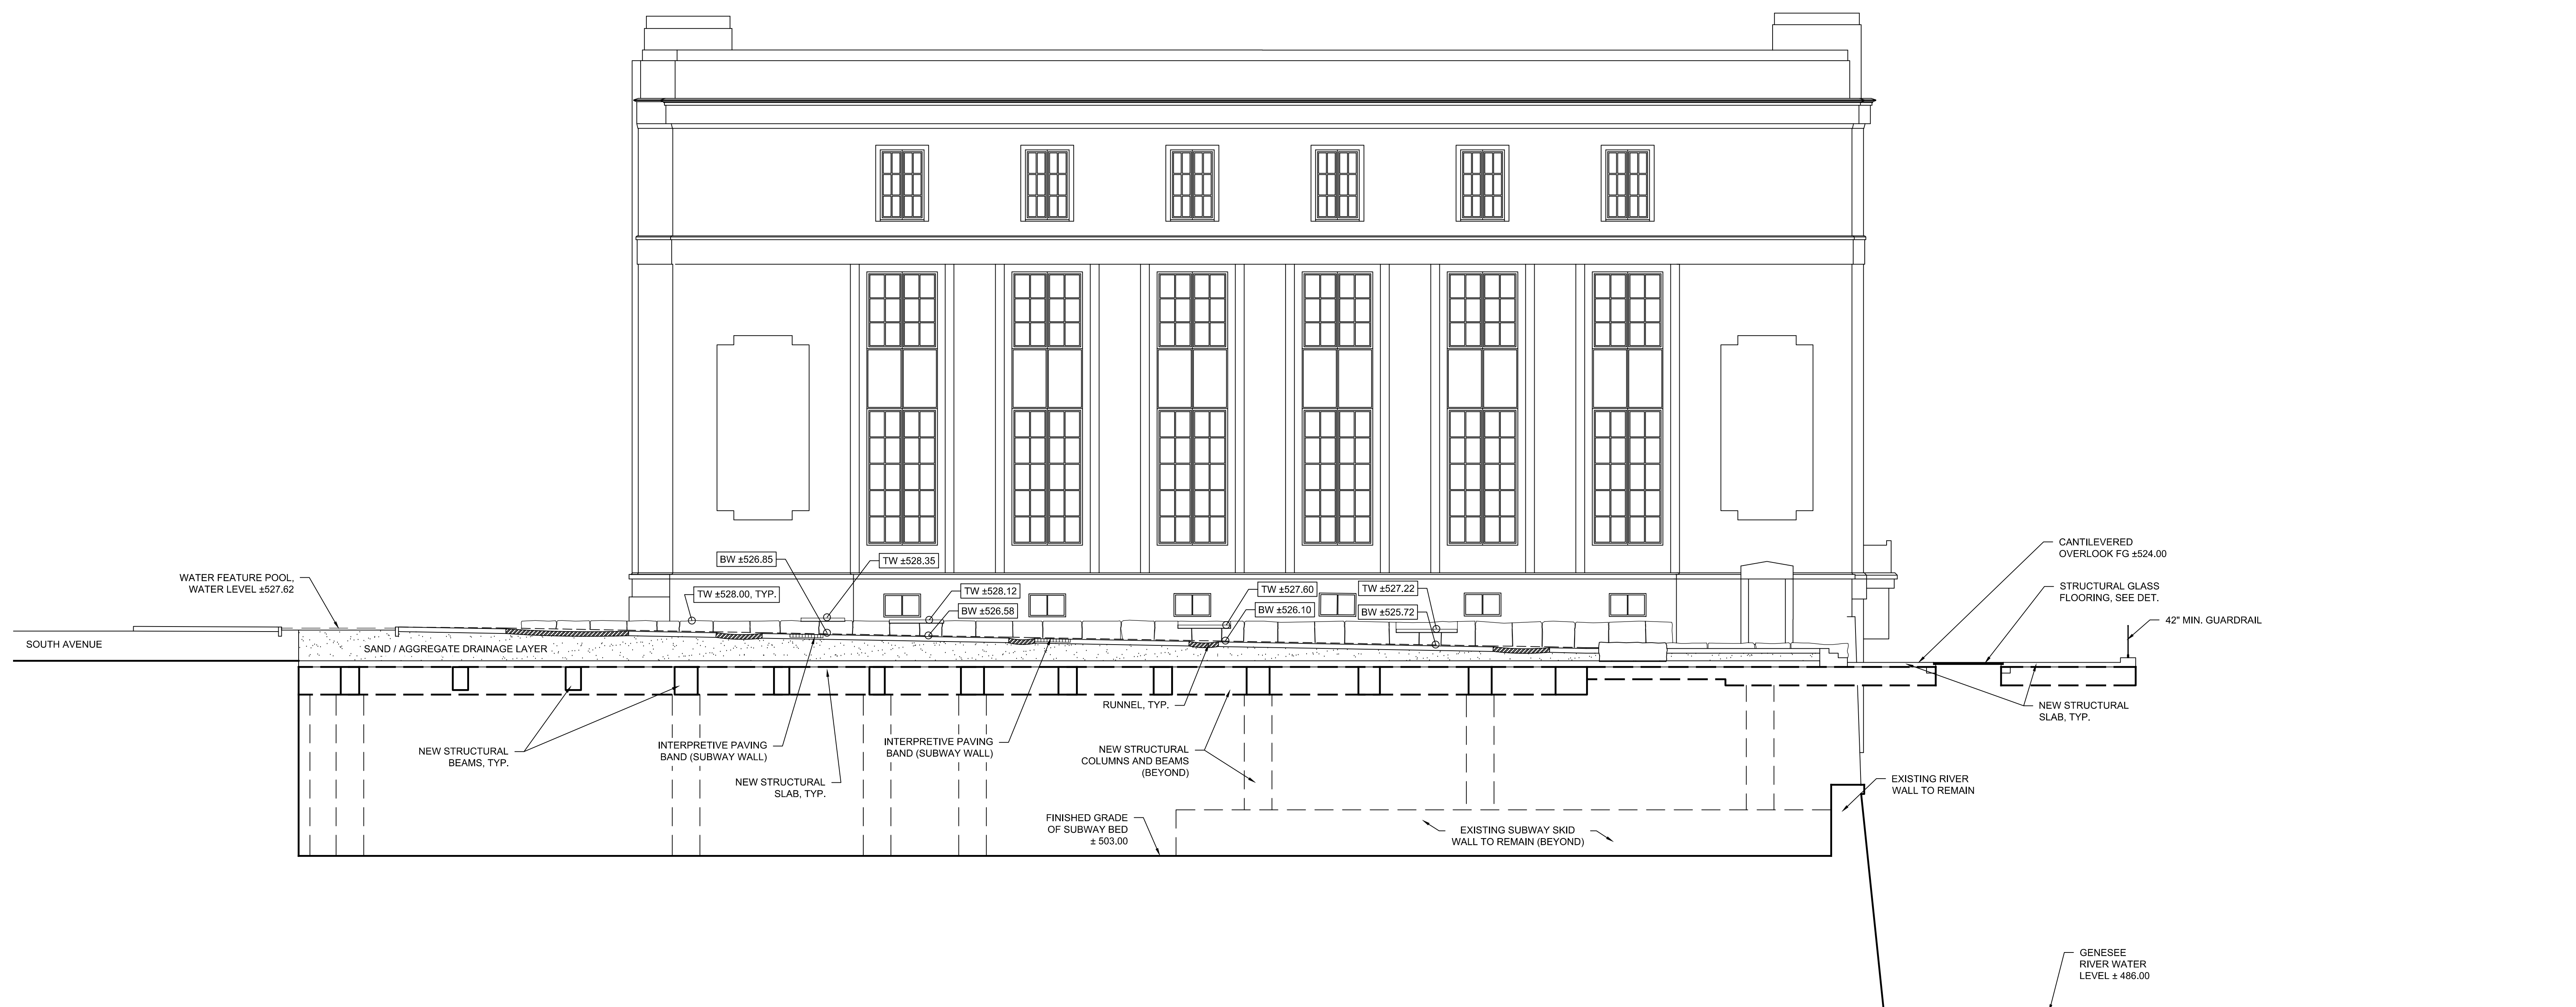 BW ±526.85
TW ±528.35
TW ±528.00, TYP.
TW ±528.12
BW ±526.58
TW ±527.60
BW ±526.10
TW ±527.22
BW ±525.72
CANTILEVERED
OVERLOOK FG ±524.00
WATER FEATURE POOL,
WATER LEVEL ±527.62
STRUCTURAL GLASS
FLOORING, SEE DET.
42" MIN. GUARDRAIL
SOUTH AVENUE
SAND / AGGREGATE DRAINAGE LAYER
RUNNEL, TYP.
NEW STRUCTURAL
SLAB, TYP.
NEW STRUCTURAL
BEAMS, TYP.
INTERPRETIVE PAVING
BAND (SUBWAY WALL)
INTERPRETIVE PAVING
BAND (SUBWAY WALL)
NEW STRUCTURAL
COLUMNS AND BEAMS
(BEYOND)
NEW STRUCTURAL
SLAB, TYP.
EXISTING RIVER
WALL TO REMAIN
FINISHED GRADE
OF SUBWAY BED
± 503.00
EXISTING SUBWAY SKID
WALL TO REMAIN (BEYOND)
GENESEE
RIVER WATER
LEVEL ± 486.00